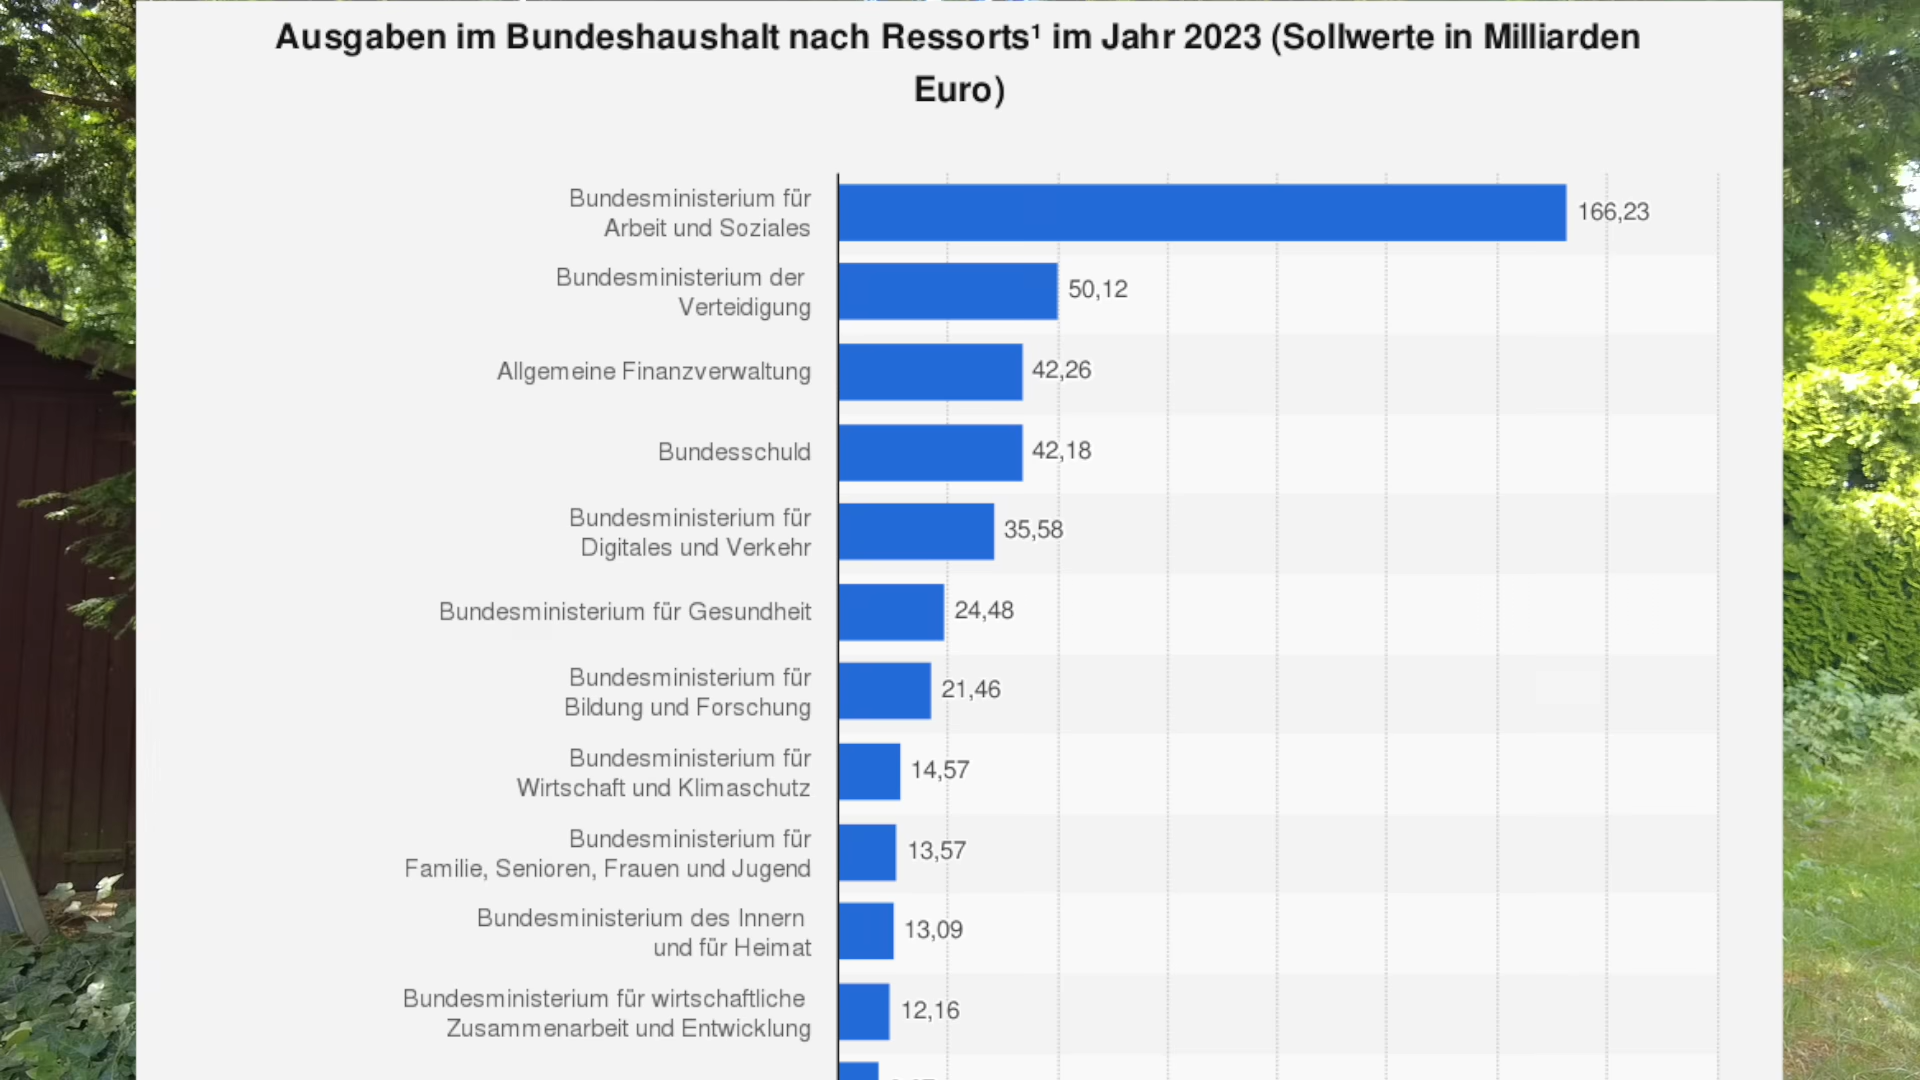 Ausgaben im Bundeshaushalt nach Ressorts¹ im Jahr 2023 (Sollwerte in Milliarden
Euro)
Bundesministerium für
Arbeit und Soziales
166,23
Bundesministerium der
Verteidigung
50,12
Allgemeine Finanzverwaltung
42,26
Bundesschuld
42,18
Bundesministerium für
Digitales und Verkehr
35,58
Bundesministerium für Gesundheit
24,48
Bundesministerium für
Bildung und Forschung
21,46
Bundesministerium für
Wirtschaft und Klimaschutz
14,57
Bundesministerium für
Familie, Senioren, Frauen und Jugend
13,57
Bundesministerium des Innern
und für Heimat
13,09
Bundesministerium für wirtschaftliche
Zusammenarbeit und Entwicklung
12,16